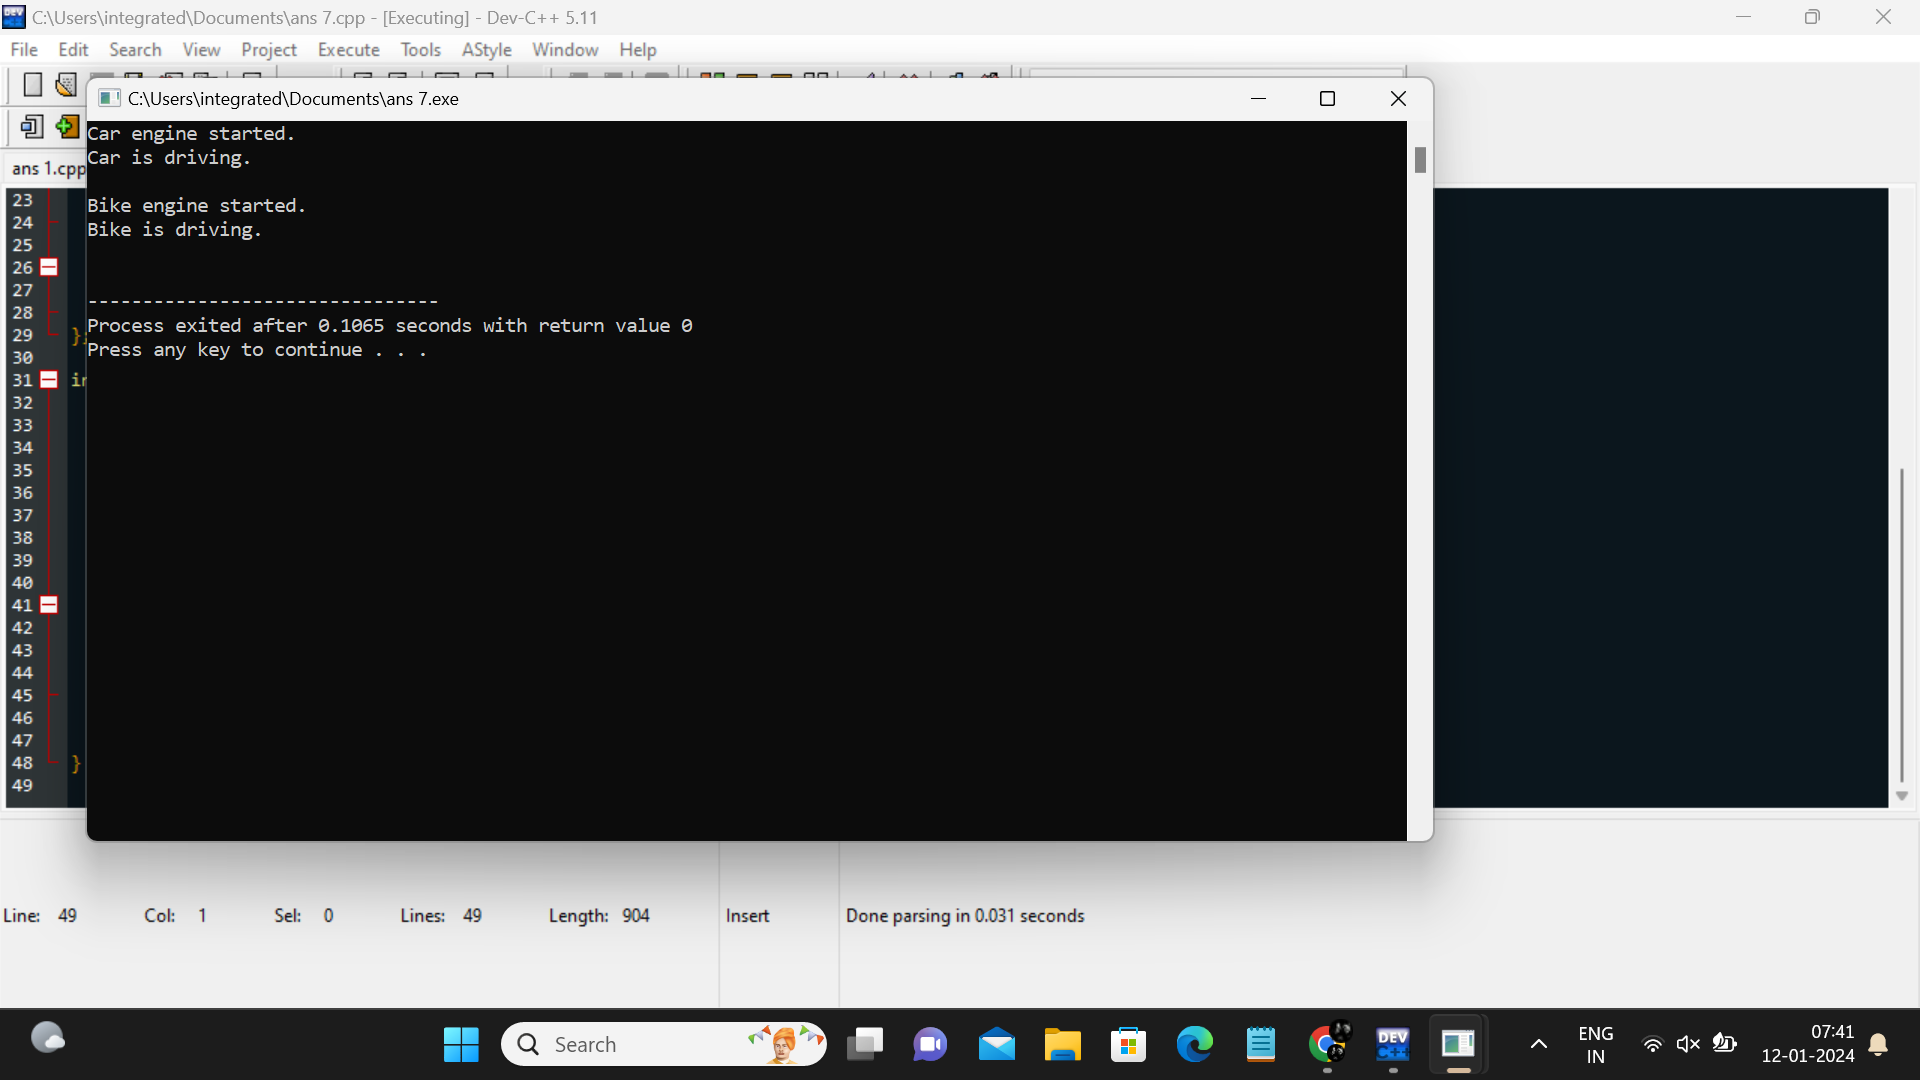 C:\Users\integrated\Documents\ans 7.cpp - [Executing] - Dev-C++ 5.11
File Edit Search View Project Execute Tools AStyle Window Help
C:\Users\integrated\Documents\ans 7.exe
ans 1.cpp
Car engine started.
Car is driving.
Bike engine started.
Bike is driving.
--------------------------------
Process exited after 0.1065 seconds with return value 0
Press any key to continue . . .
23
24
25
26
27
28
29 }
30
31
32
33
34
35
36
37
38
39
40
41
42
43
44
45
46
47
48 }
49
Line: 49 Col: 1 Sel: 0 Lines: 49 Length: 904 Insert Done parsing in 0.031 seconds
Search
DEV C++
ENG
IN
07:41
12-01-2024